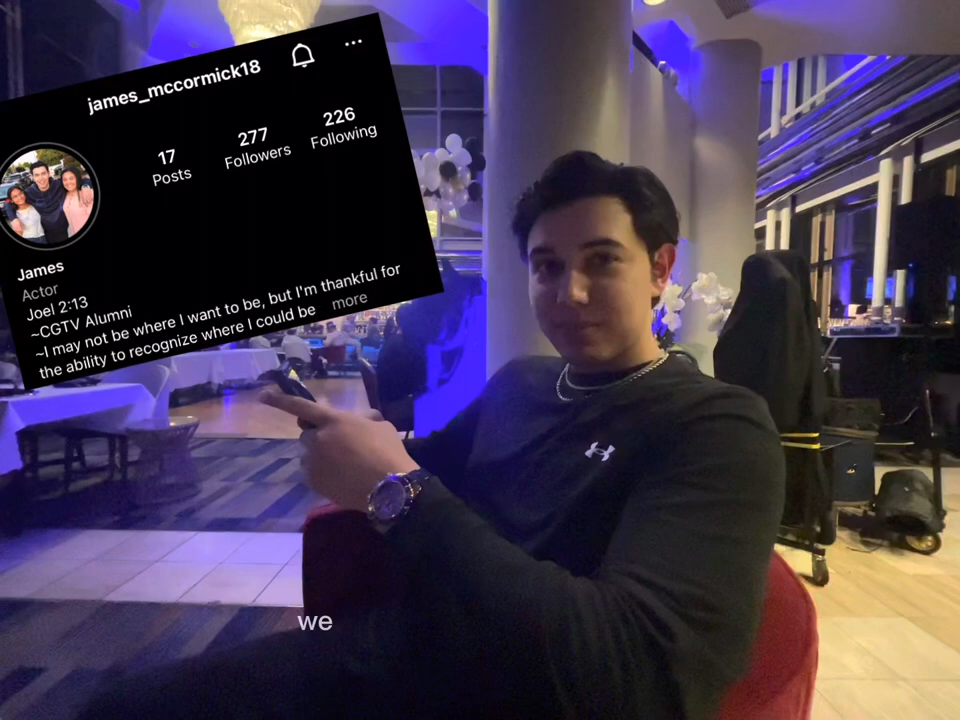 james_mccormick18
17 277 226
Posts Followers Following
James
Actor
Joel 2:13
~CGTV Alumni
~I may not be where I want to be, but I'm thankful for
the ability to recognize where I could be more
we